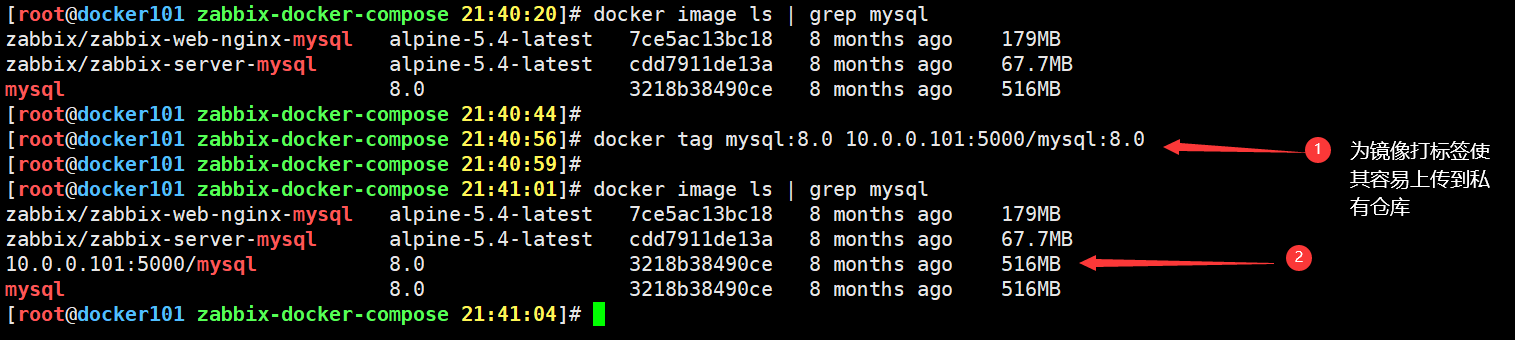 [root@docker101 zabbix-docker-compose 21:40:20]# docker image ls | grep mysql
zabbix/zabbix-web-nginx-mysql   alpine-5.4-latest   7ce5ac13bc18   8 months ago    179MB
zabbix/zabbix-server-mysql      alpine-5.4-latest   cdd7911de13a   8 months ago    67.7MB
mysql                           8.0                 3218b38490ce   8 months ago    516MB
[root@docker101 zabbix-docker-compose 21:40:44]#
[root@docker101 zabbix-docker-compose 21:40:56]# docker tag mysql:8.0 10.0.0.101:5000/mysql:8.0
1
为镜像打标签使
其容易上传到私
有仓库
[root@docker101 zabbix-docker-compose 21:40:59]#
[root@docker101 zabbix-docker-compose 21:41:01]# docker image ls | grep mysql
zabbix/zabbix-web-nginx-mysql   alpine-5.4-latest   7ce5ac13bc18   8 months ago    179MB
zabbix/zabbix-server-mysql      alpine-5.4-latest   cdd7911de13a   8 months ago    67.7MB
10.0.0.101:5000/mysql           8.0                 3218b38490ce   8 months ago    516MB
2
mysql                           8.0                 3218b38490ce   8 months ago    516MB
[root@docker101 zabbix-docker-compose 21:41:04]#